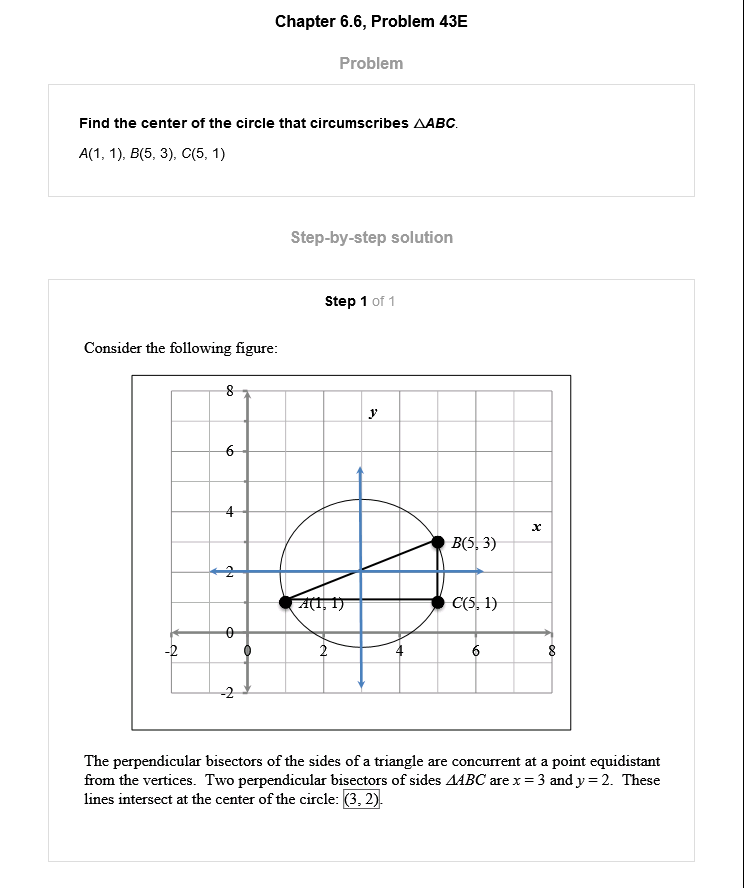 Chapter 6.6, Problem 43E
Problem
Find the center of the circle that circumscribes △ABC.
A(1, 1), B(5, 3), C(5, 1)
Step-by-step solution
Step 1 of 1
Consider the following figure:
8
y
6
4
x
B(5, 3)
2
A(1, 1)
C(5, 1)
0
-2 0 2 4 6 8
-2
The perpendicular bisectors of the sides of a triangle are concurrent at a point equidistant
from the vertices. Two perpendicular bisectors of sides ΔABC are x = 3 and y = 2. These
lines intersect at the center of the circle: (3, 2).